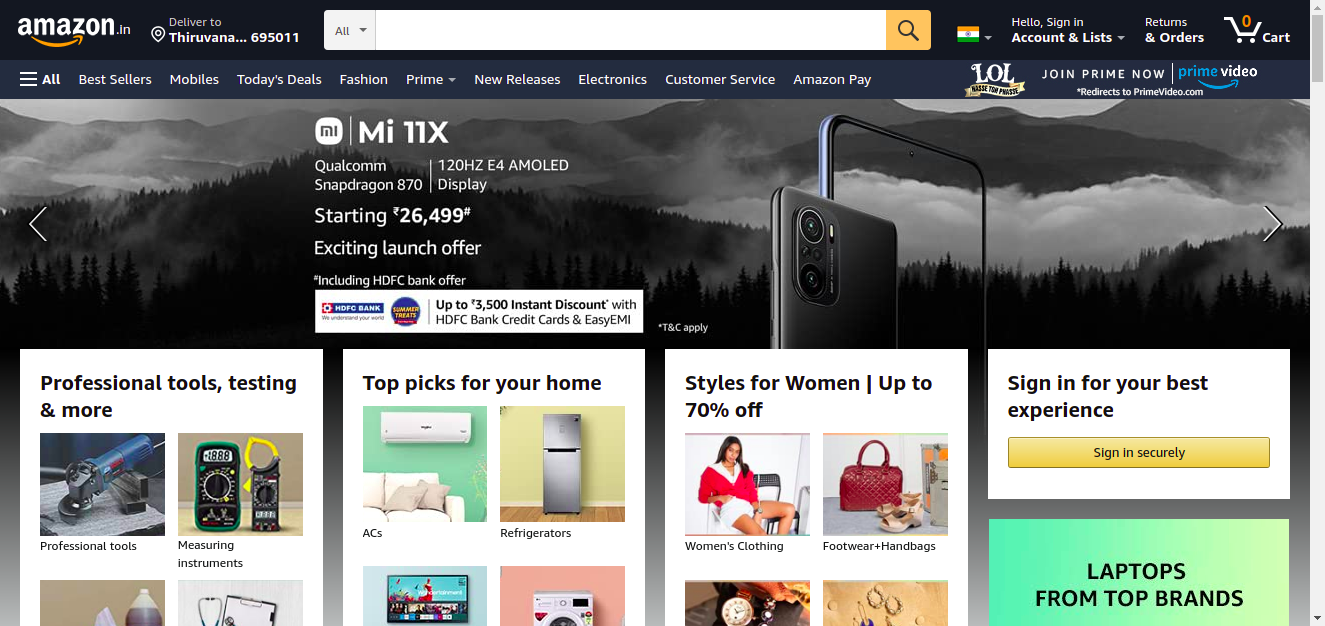 amazon.in
Deliver to
Thiruvana... 695011
All
Hello, Sign in
Account & Lists
Returns
& Orders
0
Cart
All
Best Sellers
Mobiles
Today's Deals
Fashion
Prime
New Releases
Electronics
Customer Service
Amazon Pay
LOL
HASSE TOH PHASSE
JOIN PRIME NOW
prime video
*Redirects to PrimeVideo.com
mi
Mi 11X
Qualcomm
Snapdragon 870
120HZ E4 AMOLED
Display
Starting ₹26,499#
Exciting launch offer
#Including HDFC bank offer
HDFC BANK
We understand your world
SUMMER
TREATS
Up to ₹3,500 Instant Discount* with
HDFC Bank Credit Cards & EasyEMI
*T&C apply
Professional tools, testing
& more
Professional tools
Measuring
instruments
Top picks for your home
ACs
Refrigerators
Styles for Women | Up to
70% off
Women's Clothing
Footwear+Handbags
Sign in for your best
experience
Sign in securely
LAPTOPS
FROM TOP BRANDS